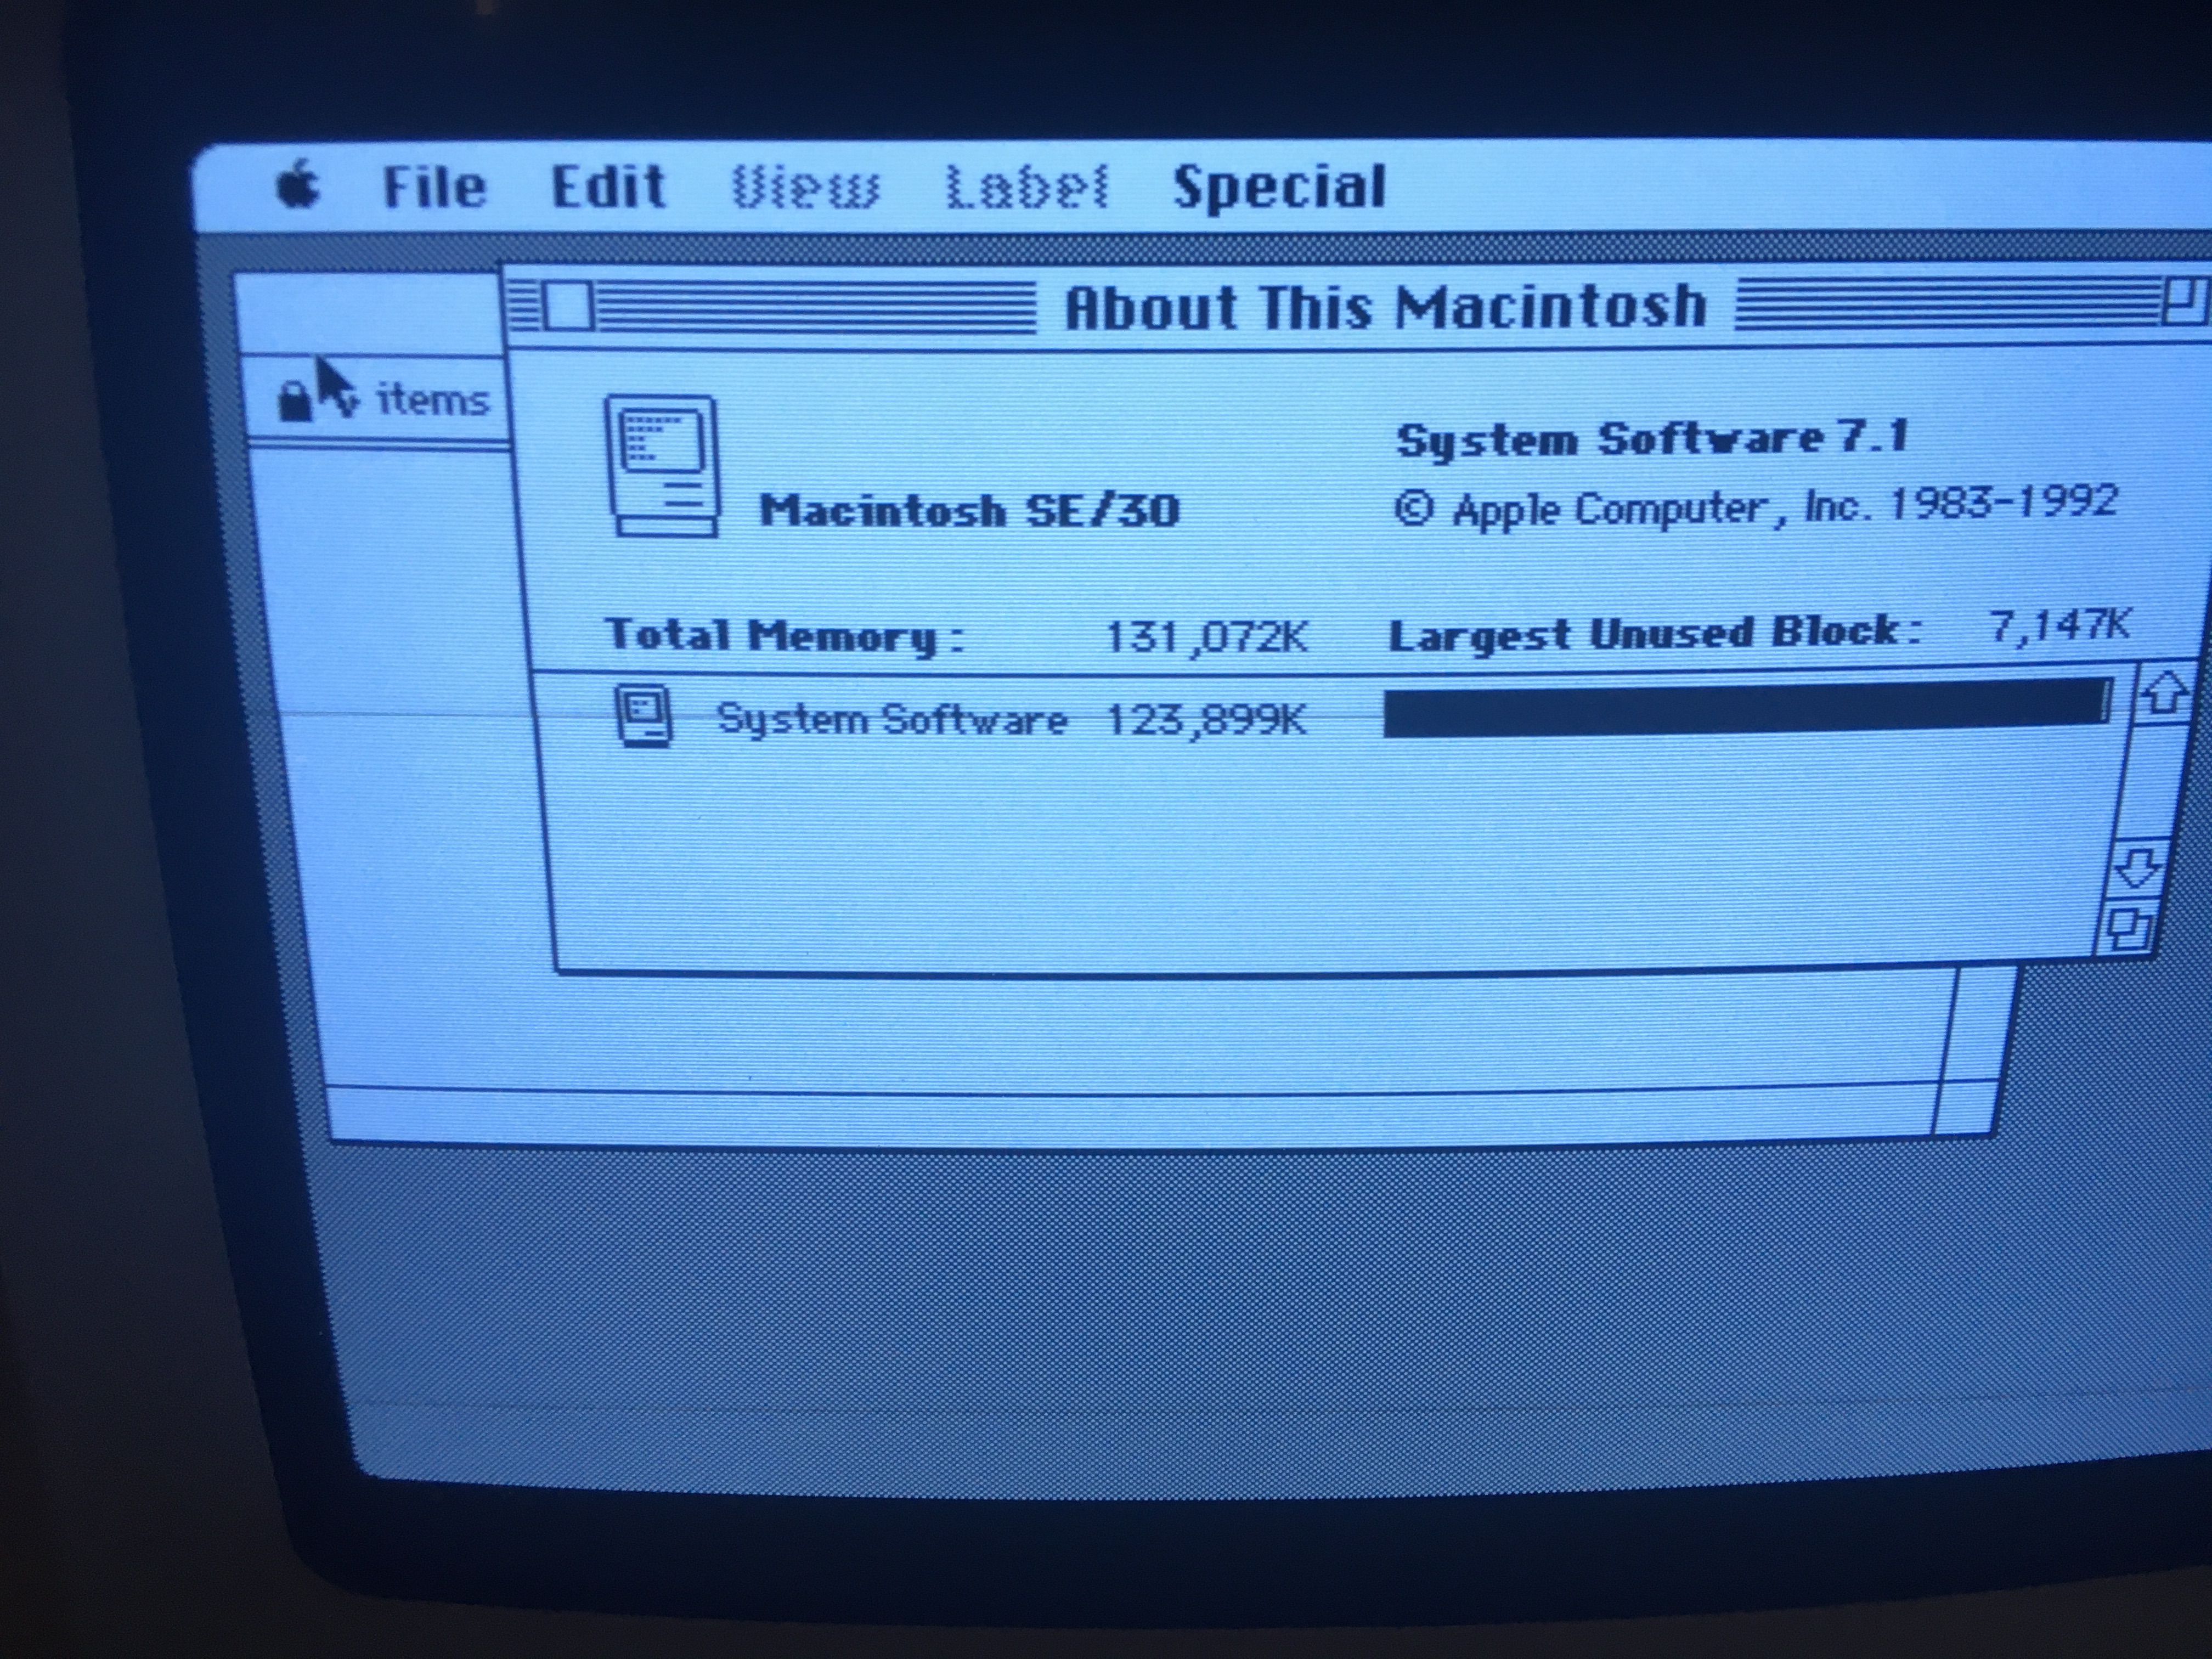 File Edit View Label Special
About This Macintosh
items
System Software 7.1
Macintosh SE/30
© Apple Computer, Inc. 1983-1992
Total Memory: 131,072K Largest Unused Block: 7,147K
System Software 123,899K